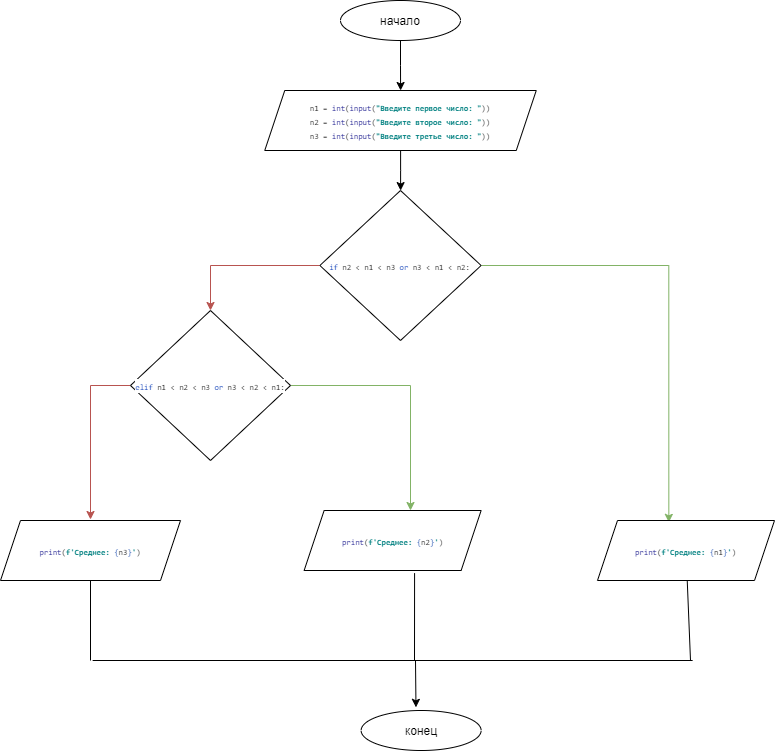 начало
n1 = int(input("Введите первое число: "))
n2 = int(input("Введите второе число: "))
n3 = int(input("Введите третье число: "))
if n2 < n1 < n3 or n3 < n1 < n2:
elif n1 < n2 < n3 or n3 < n2 < n1:
print(f'Среднее: {n3}')
print(f'Среднее: {n2}')
print(f'Среднее: {n1}')
конец